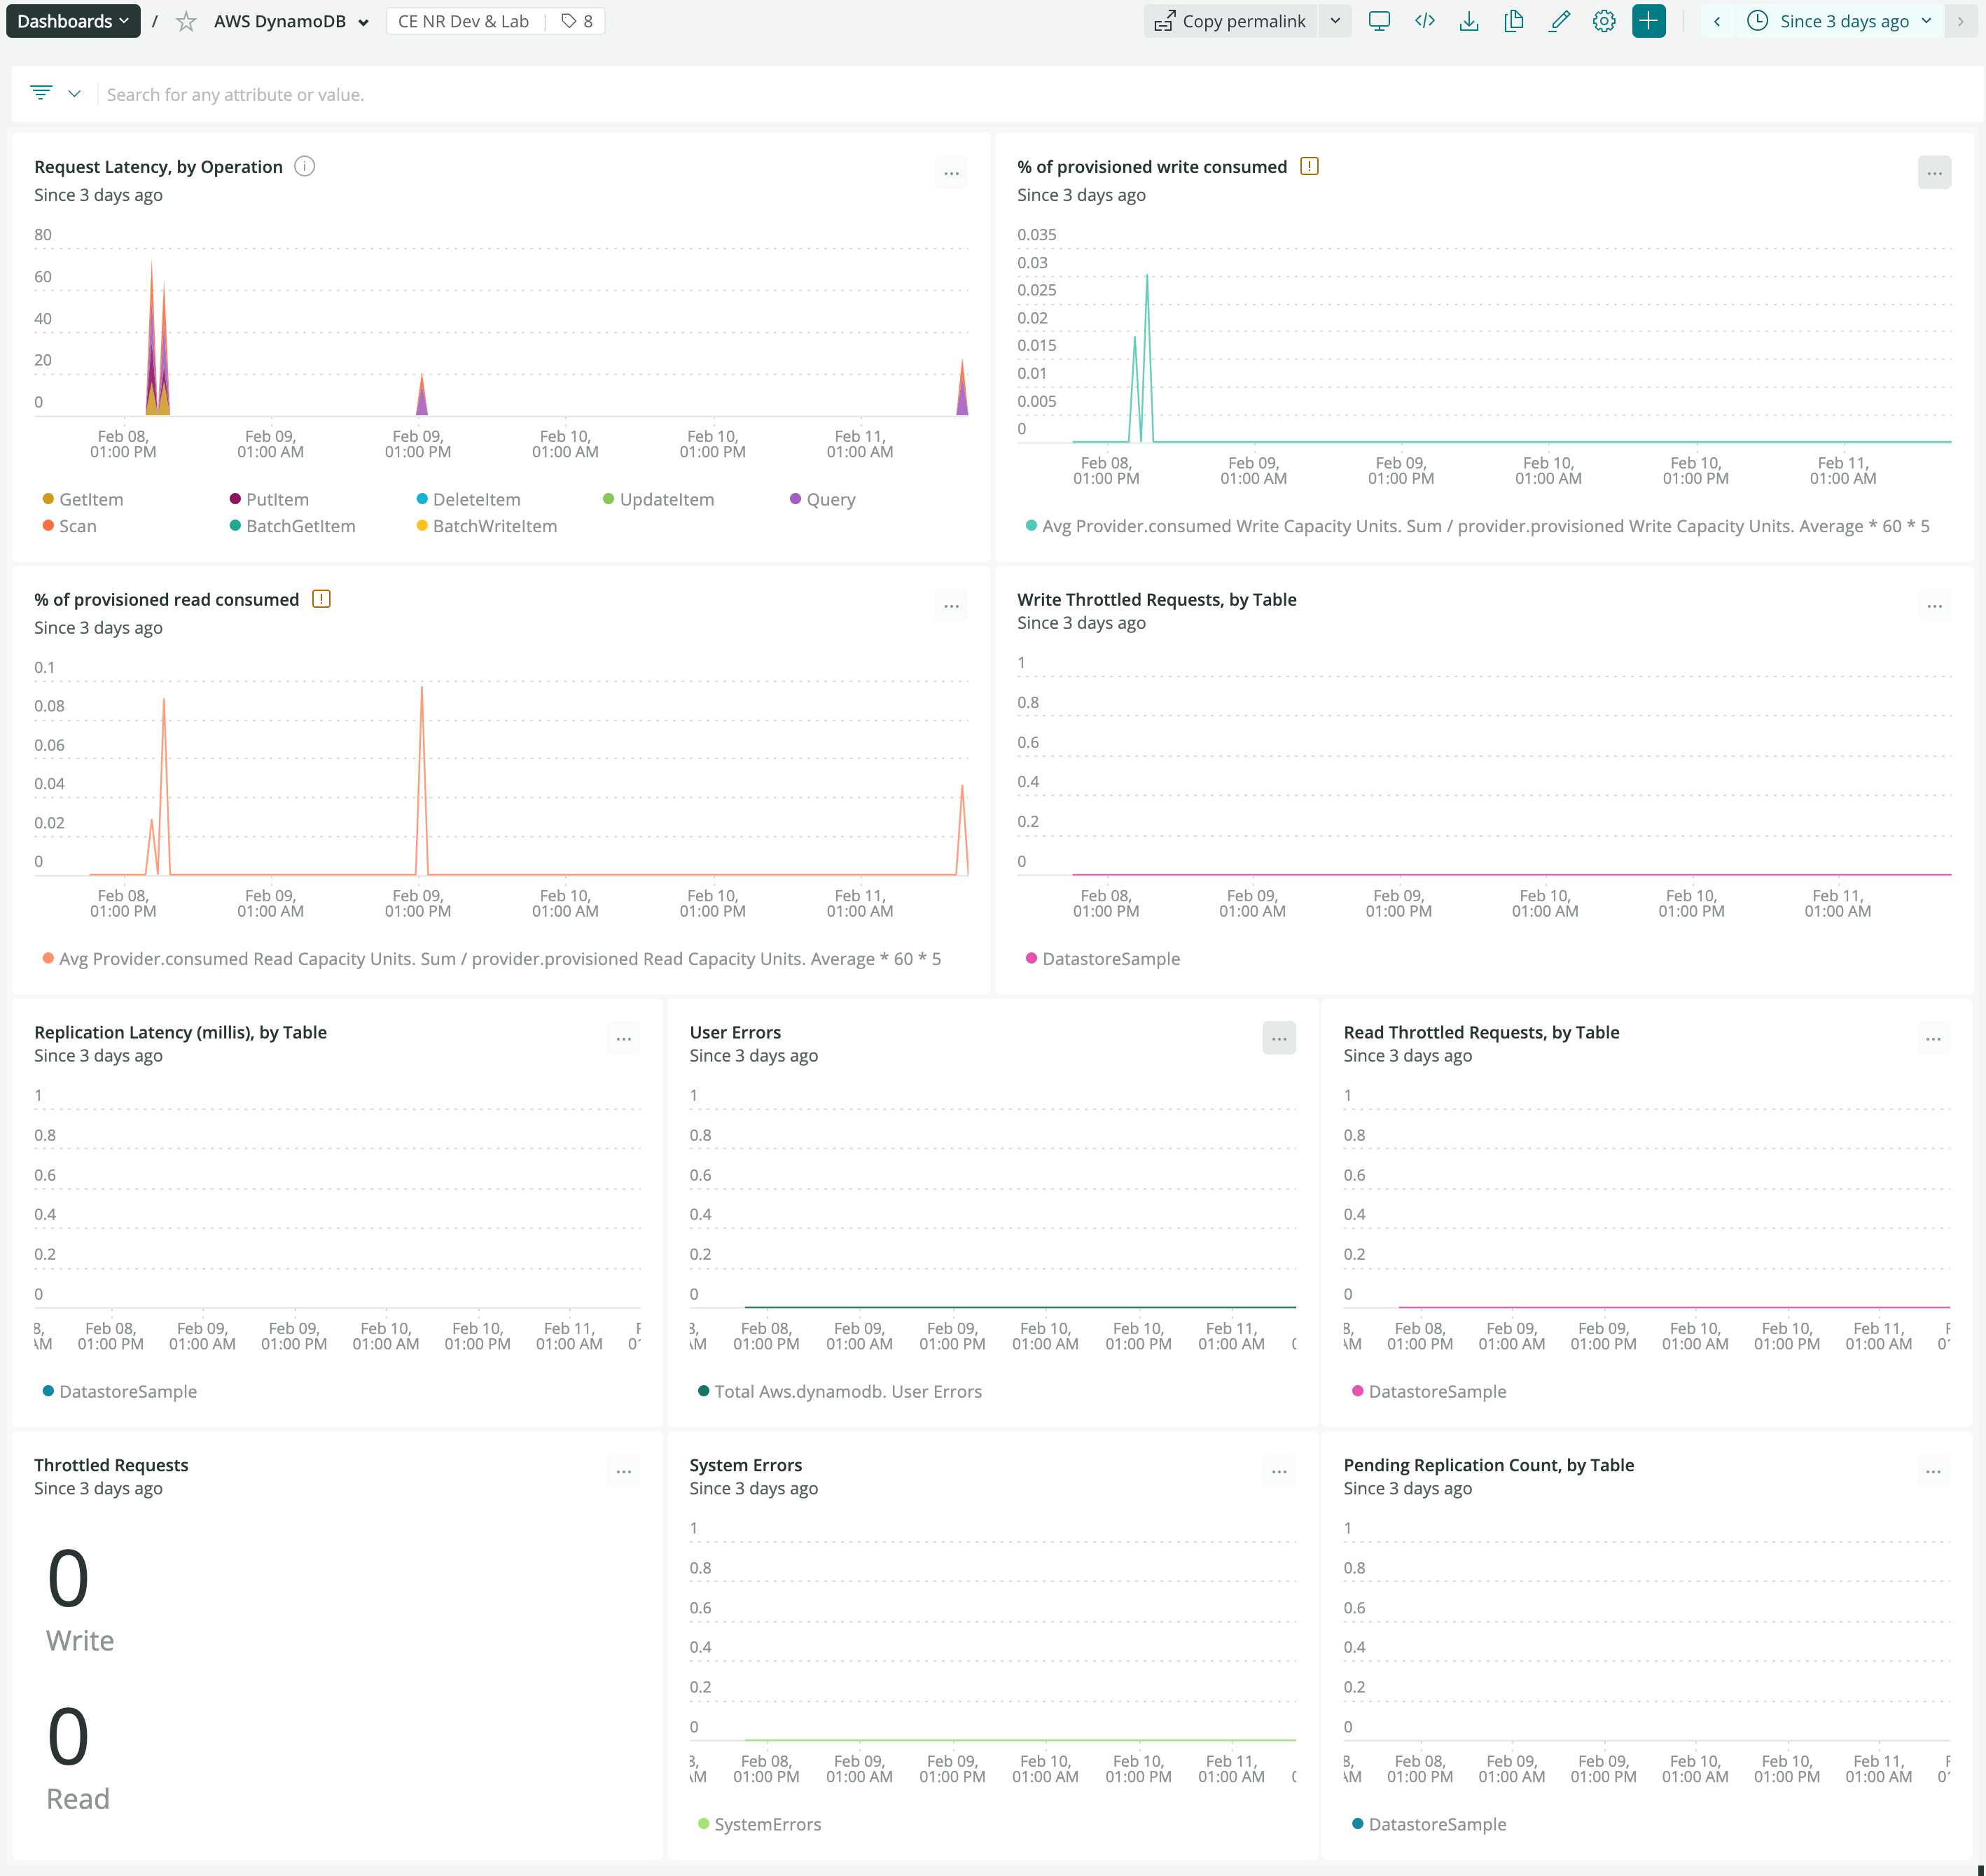 Dashboards / AWS DynamoDB CE NR Dev & Lab 8 Copy permalink Since 3 days ago
Search for any attribute or value.
Request Latency, by Operation
Since 3 days ago
80
60
40
20
0
Feb 08, 01:00 PM
Feb 09, 01:00 AM
Feb 09, 01:00 PM
Feb 10, 01:00 AM
Feb 10, 01:00 PM
Feb 11, 01:00 AM
GetItem PutItem DeleteItem UpdateItem Query
Scan BatchGetItem BatchWriteItem
% of provisioned write consumed
Since 3 days ago
0.035
0.03
0.025
0.02
0.015
0.01
0.005
0
Feb 08, 01:00 PM
Feb 09, 01:00 AM
Feb 09, 01:00 PM
Feb 10, 01:00 AM
Feb 10, 01:00 PM
Feb 11, 01:00 AM
Avg Provider.consumed Write Capacity Units. Sum / provider.provisioned Write Capacity Units. Average * 60 * 5
% of provisioned read consumed
Since 3 days ago
0.1
0.08
0.06
0.04
0.02
0
Feb 08, 01:00 PM
Feb 09, 01:00 AM
Feb 09, 01:00 PM
Feb 10, 01:00 AM
Feb 10, 01:00 PM
Feb 11, 01:00 AM
Avg Provider.consumed Read Capacity Units. Sum / provider.provisioned Read Capacity Units. Average * 60 * 5
Write Throttled Requests, by Table
Since 3 days ago
1
0.8
0.6
0.4
0.2
0
Feb 08, 01:00 PM
Feb 09, 01:00 AM
Feb 09, 01:00 PM
Feb 10, 01:00 AM
Feb 10, 01:00 PM
Feb 11, 01:00 AM
DatastoreSample
Replication Latency (millis), by Table
Since 3 days ago
1
0.8
0.6
0.4
0.2
0
8, AM
Feb 08, 01:00 PM
Feb 09, 01:00 AM
Feb 09, 01:00 PM
Feb 10, 01:00 AM
Feb 10, 01:00 PM
Feb 11, 01:00 AM
DatastoreSample
User Errors
Since 3 days ago
1
0.8
0.6
0.4
0.2
0
8, AM
Feb 08, 01:00 PM
Feb 09, 01:00 AM
Feb 09, 01:00 PM
Feb 10, 01:00 AM
Feb 10, 01:00 PM
Feb 11, 01:00 AM
Total Aws.dynamodb. User Errors
Read Throttled Requests, by Table
Since 3 days ago
1
0.8
0.6
0.4
0.2
0
8, AM
Feb 08, 01:00 PM
Feb 09, 01:00 AM
Feb 09, 01:00 PM
Feb 10, 01:00 AM
Feb 10, 01:00 PM
Feb 11, 01:00 AM
DatastoreSample
Throttled Requests
Since 3 days ago
0
Write
0
Read
System Errors
Since 3 days ago
1
0.8
0.6
0.4
0.2
0
8, AM
Feb 08, 01:00 PM
Feb 09, 01:00 AM
Feb 09, 01:00 PM
Feb 10, 01:00 AM
Feb 10, 01:00 PM
Feb 11, 01:00 AM
SystemErrors
Pending Replication Count, by Table
Since 3 days ago
1
0.8
0.6
0.4
0.2
0
8, AM
Feb 08, 01:00 PM
Feb 09, 01:00 AM
Feb 09, 01:00 PM
Feb 10, 01:00 AM
Feb 10, 01:00 PM
Feb 11, 01:00 AM
DatastoreSample